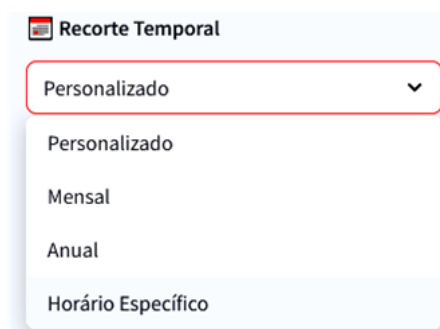 Recorte Temporal
Personalizado
Personalizado
Mensal
Anual
Horário Específico